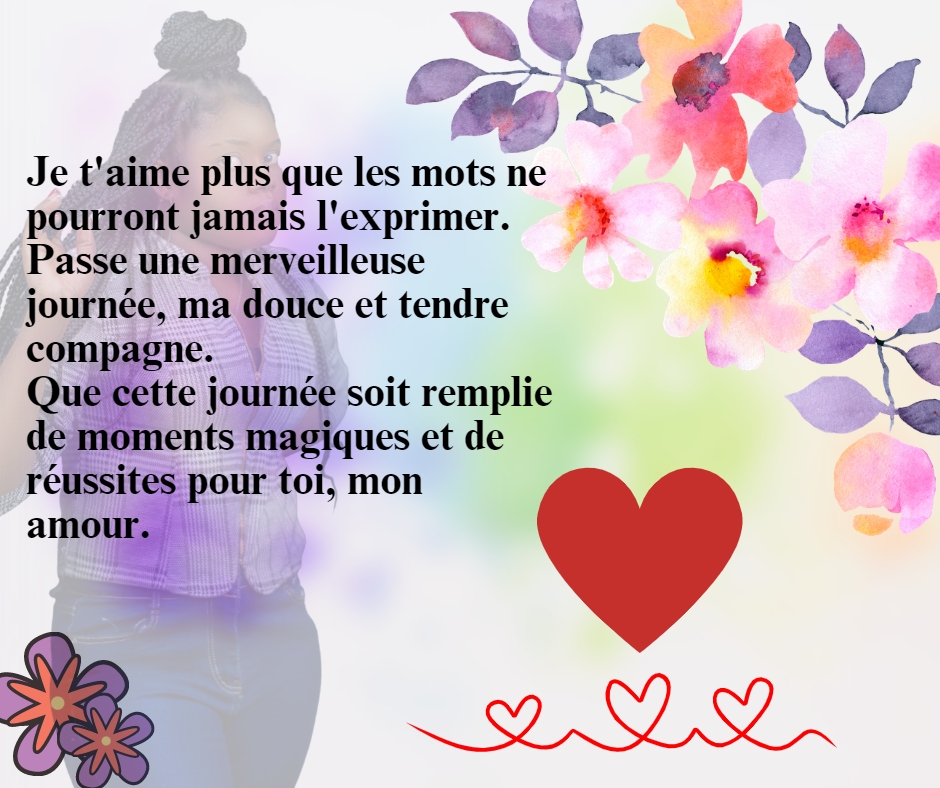 Je t'aime plus que les mots ne
pourront jamais l'exprimer.
Passe une merveilleuse
journée, ma douce et tendre
compagne.
Que cette journée soit remplie
de moments magiques et de
réussites pour toi, mon
amour.